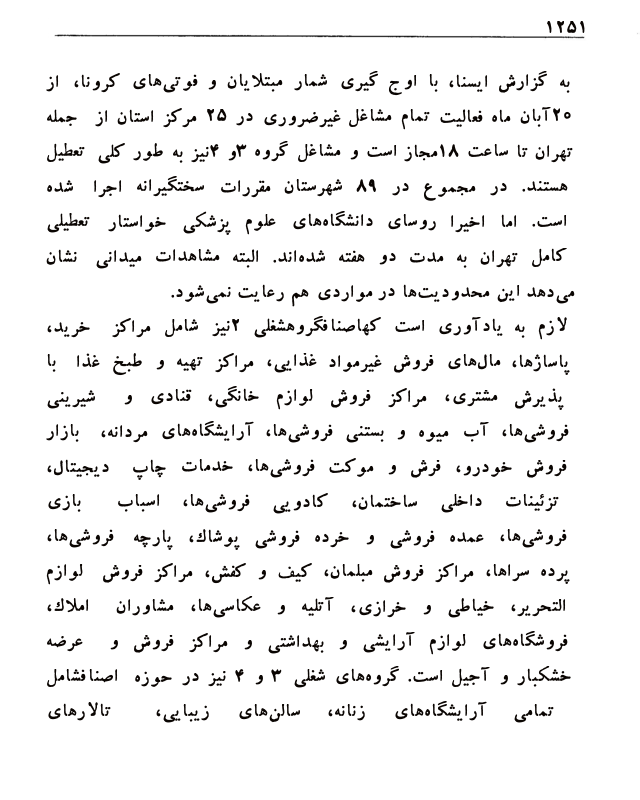 ۱۲۵۱
به گزارش ایسنا، با اوج گیری شمار مبتلایان و فوتی‌های کرونا، از
۲۰آبان ماه فعالیت تمام مشاغل غیرضروری در ۲۵ مرکز استان از جمله
تهران تا ساعت ۱۸مجاز است و مشاغل گروه ۳و ۴نیز به طور کلی تعطیل
هستند. در مجموع در ۸۹ شهرستان مقررات سختگیرانه اجرا شده
است. اما اخیرا روسای دانشگاه‌های علوم پزشکی خواستار تعطیلی
کامل تهران به مدت دو هفته شده‌اند. البته مشاهدات میدانی نشان
می‌دهد این محدودیت‌ها در مواردی هم رعایت نمی‌شود.
لازم به یادآوری است کهاصنافگروهشغلی ۲نیز شامل مراکز خرید،
پاساژها، مال‌های فروش غیرمواد غذایی، مراکز تهیه و طبخ غذا با
پذیرش مشتری، مراکز فروش لوازم خانگی، قنادی و شیرینی
فروشی‌ها، آب میوه و بستنی فروشی‌ها، آرایشگاه‌های مردانه، بازار
فروش خودرو، فرش و موکت فروشی‌ها، خدمات چاپ دیجیتال،
تزئینات داخلی ساختمان، کادویی فروشی‌ها، اسباب بازی
فروشی‌ها، عمده فروشی و خرده فروشی پوشاك، پارچه فروشی‌ها،
پرده سراها، مراکز فروش مبلمان، کیف و کفش، مراکز فروش لوازم
التحریر، خیاطی و خرازی، آتلیه و عکاسی‌ها، مشاوران املاك،
فروشگاه‌های لوازم آرایشی و بهداشتی و مراکز فروش و عرضه
خشکبار و آجیل است. گروه‌های شغلی ۳ و ۴ نیز در حوزه اصنافشامل
تمامی آرایشگاه‌های زنانه، سالن‌های زیبایی، تالارهای